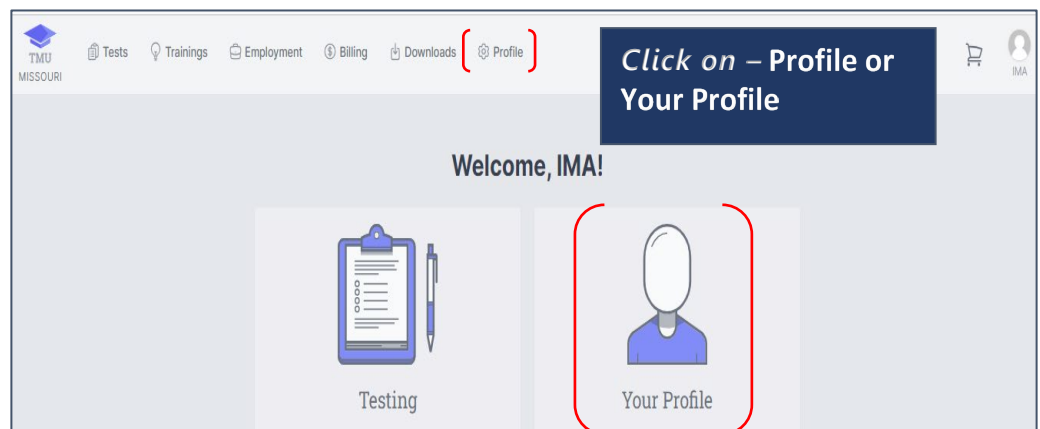 TMU
MISSOURI
Tests Trainings Employment Billing Downloads Profile
Click on – Profile or
Your Profile
IMA
Welcome, IMA!
Testing
Your Profile